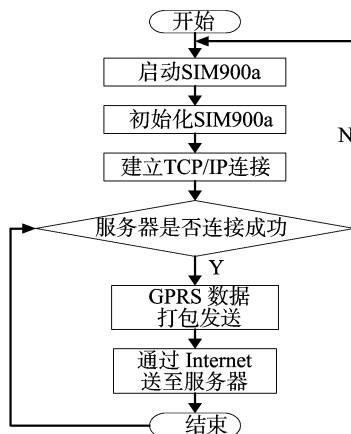 开始
启动SIM900a
初始化SIM900a
N
建立TCP/IP连接
服务器是否连接成功
Y
GPRS 数据
打包发送
通过 Internet
送至服务器
结束